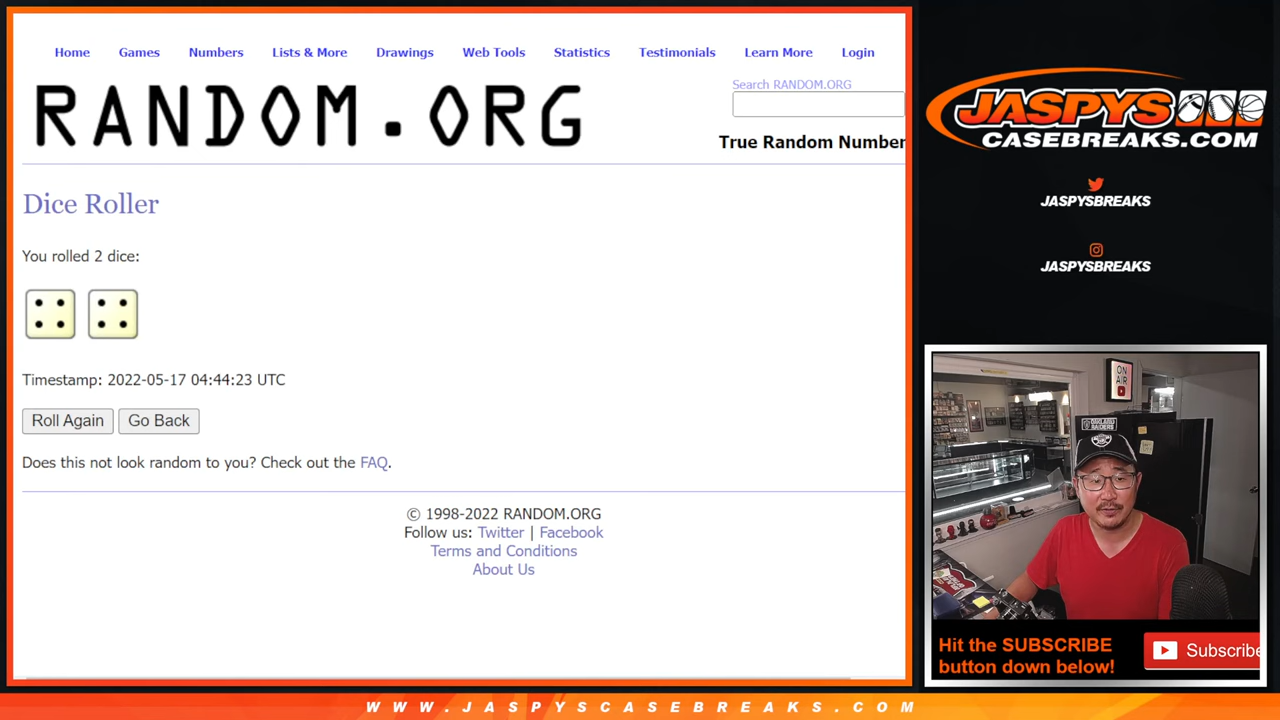 Home Games Numbers Lists & More Drawings Web Tools Statistics Testimonials Learn More Login
Search RANDOM.ORG
RANDOM.ORG
True Random Number
Dice Roller
You rolled 2 dice:
Timestamp: 2022-05-17 04:44:23 UTC
Roll Again Go Back
Does this not look random to you? Check out the FAQ.
© 1998-2022 RANDOM.ORG
Follow us: Twitter | Facebook
Terms and Conditions
About Us
JASPYS
CASEBREAKS.COM
JASPYSBREAKS
JASPYSBREAKS
ON
AIR
OAKLAND
RAIDERS
Hit the SUBSCRIBE
button down below!
Subscribe
WWW.JASPYSCASEBREAKS.COM